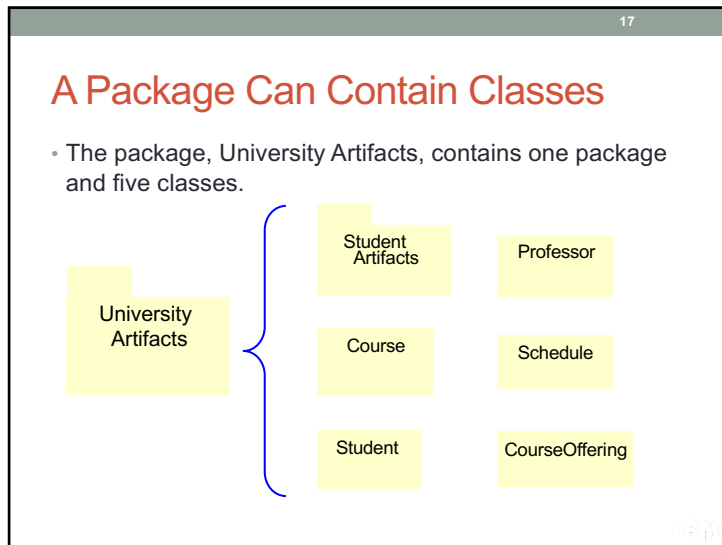 17
A Package Can Contain Classes
• The package, University Artifacts, contains one package
and five classes.
Student
Artifacts
Professor
University
Artifacts
Course
Schedule
Student
CourseOffering